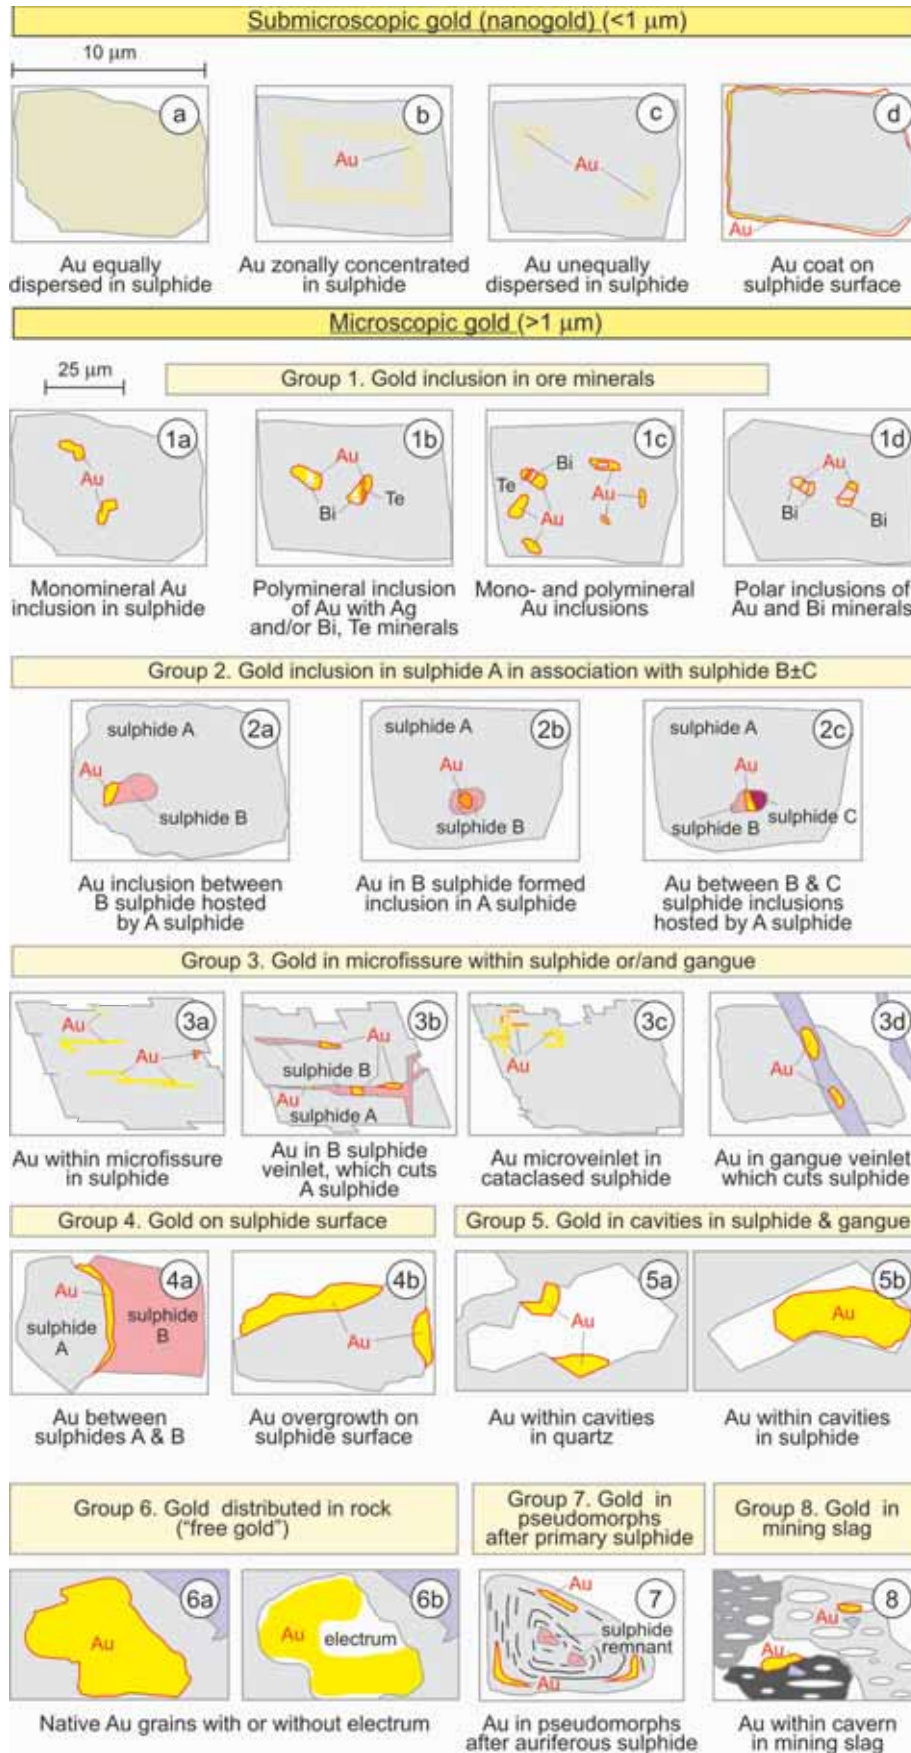 Submicroscopic gold (nanogold) (<1 µm)
10 µm
a
b
c
d
Au
Au
Au
Au equally
dispersed in sulphide
Au zonally concentrated
in sulphide
Au unequally
dispersed in sulphide
Au coat on
sulphide surface
Microscopic gold (>1 µm)
25 µm
Group 1. Gold inclusion in ore minerals
1a
1b
1c
1d
Au
Au
Bi
Te
Bi
Te
Au
Au
Au
Bi
Bi
Monomineral Au
inclusion in sulphide
Polymineral inclusion
of Au with Ag
and/or Bi, Te minerals
Mono- and polymineral
Au inclusions
Polar inclusions of
Au and Bi minerals
Group 2. Gold inclusion in sulphide A in association with sulphide B±C
sulphide A
2a
Au
sulphide B
sulphide A
2b
Au
sulphide B
sulphide A
2c
Au
sulphide B
sulphide C
Au inclusion between
B sulphide hosted
by A sulphide
Au in B sulphide formed
inclusion in A sulphide
Au between B & C
sulphide inclusions
hosted by A sulphide
Group 3. Gold in microfissure within sulphide or/and gangue
3a
Au
Au
3b
Au
sulphide B
Au
sulphide A
3c
Au
3d
Au
Au within microfissure
in sulphide
Au in B sulphide
veinlet, which cuts
A sulphide
Au microveinlet in
cataclased sulphide
Au in gangue veinlet
which cuts sulphide
Group 4. Gold on sulphide surface
Group 5. Gold in cavities in sulphide & gangue
4a
Au
sulphide
A
sulphide
B
4b
Au
5a
Au
5b
Au
Au between
sulphides A & B
Au overgrowth on
sulphide surface
Au within cavities
in quartz
Au within cavities
in sulphide
Group 6. Gold distributed in rock
("free gold")
Group 7. Gold in
pseudomorphs
after primary sulphide
Group 8. Gold in
mining slag
6a
Au
6b
Au
electrum
7
Au
sulphide
remnant
Au
8
Au
Au
Native Au grains with or without electrum
Au in pseudomorphs
after auriferous sulphide
Au within cavern
in mining slag